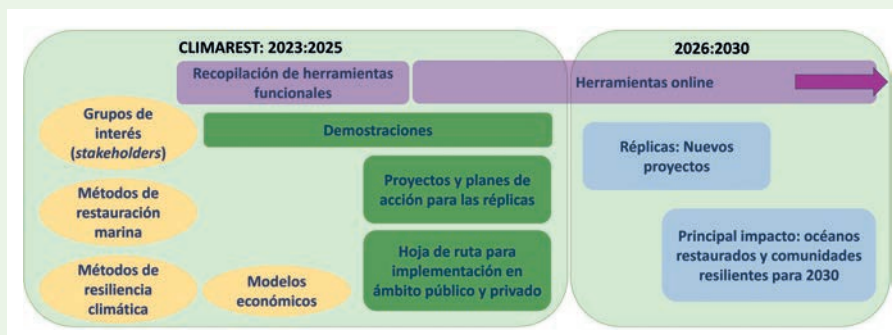 CLIMAREST: 2023:2025
2026:2030
Recopilación de herramientas
funcionales
Herramientas online
Grupos de
interés
(stakeholders)
Demostraciones
Réplicas: Nuevos
proyectos
Métodos de
restauración
marina
Proyectos y planes de
acción para las réplicas
Métodos de
resiliencia
climática
Modelos
económicos
Hoja de ruta para
implementación en
ámbito público y privado
Principal impacto: océanos
restaurados y comunidades
resilientes para 2030